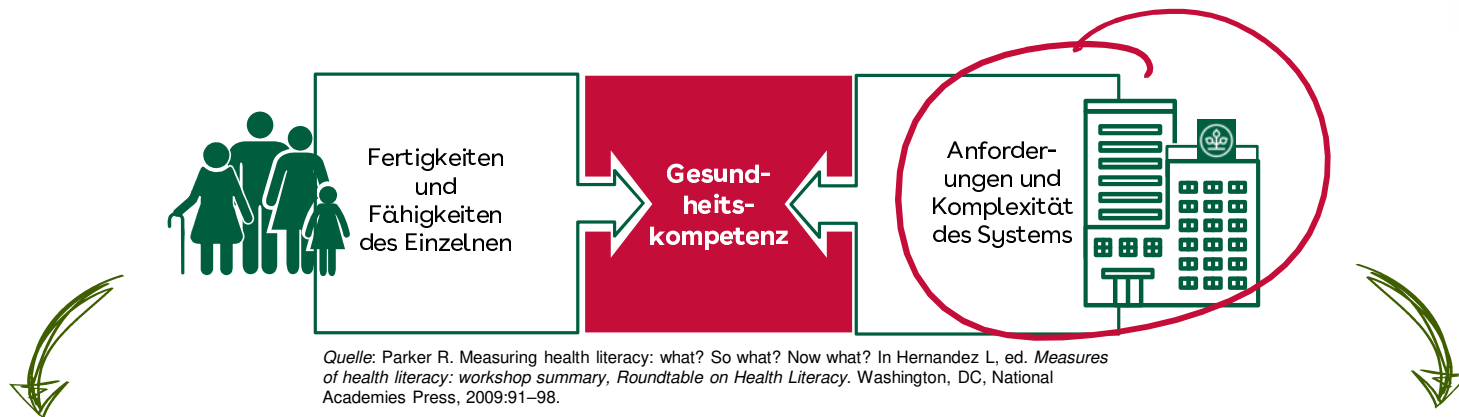 Fertigkeiten
und
Fähigkeiten
des Einzelnen
Gesund-
heits-
kompetenz
Anforder-
ungen und
Komplexität
des Systems
Quelle: Parker R. Measuring health literacy: what? So what? Now what? In Hernandez L, ed. Measures
of health literacy: workshop summary, Roundtable on Health Literacy. Washington, DC, National
Academies Press, 2009:91–98.